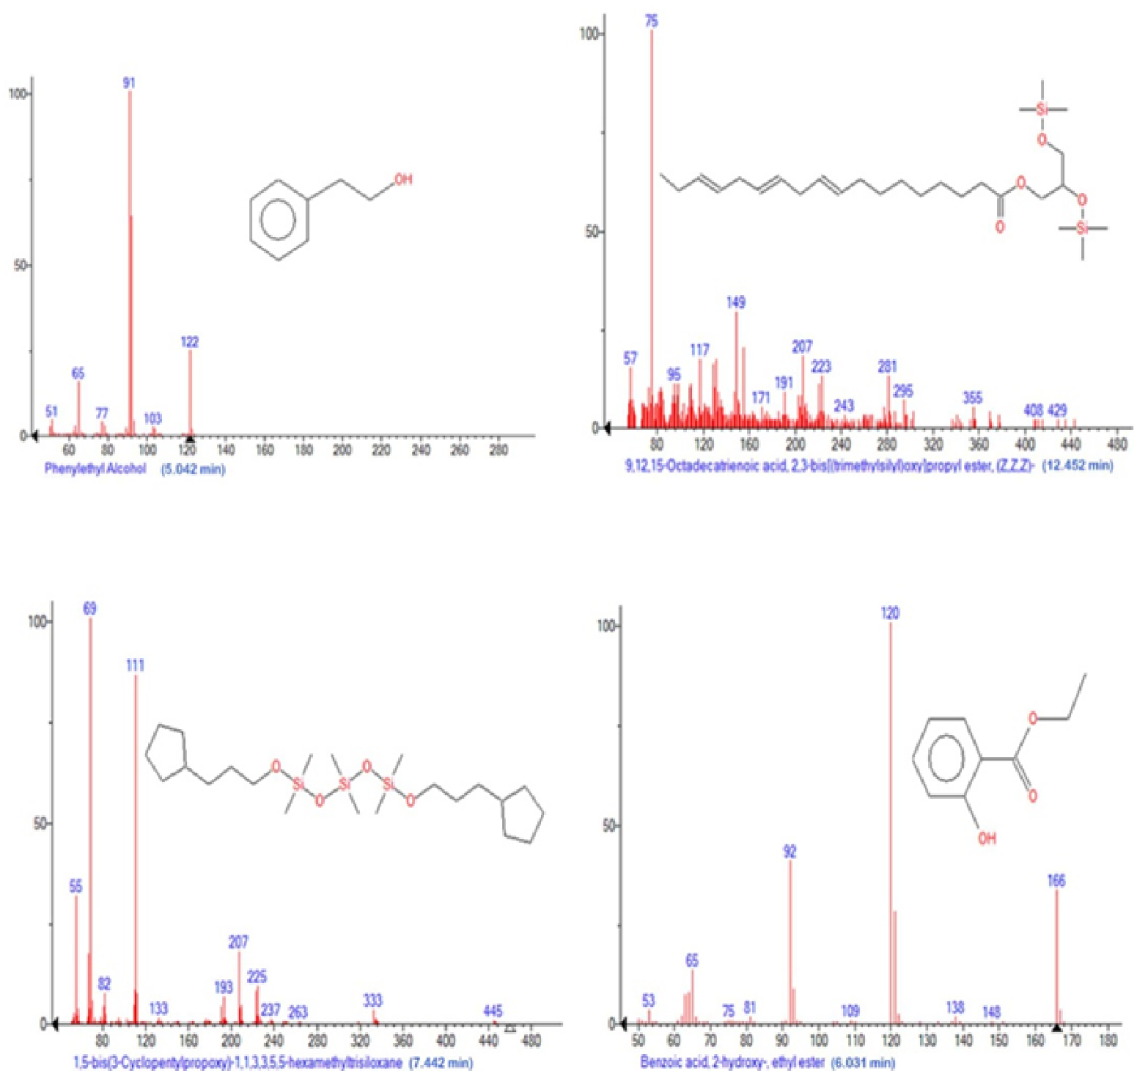 100
50
0
91
65
51
77
103
122
OH
40 60 80 100 120 140 160 180 200 220 240 260 280
Phenylethyl Alcohol (5.042 min)
100
50
0
75
57
95
117
149
171
191
207
223
243
281
295
355
408
429
Si
O
O
O
O
Si
80 120 160 200 240 280 320 360 400 440 480
9,12,15-Octadecatrienoic acid, 2,3-bis[(trimethylsilyl)oxy]propyl ester, (Z,Z,Z)- (12.452 min)
100
50
0
69
111
55
82
133
193
207
225
237
263
333
445
O Si O Si O Si O
80 120 160 200 240 280 320 360 400 440 480
1,5-bis(3-Cyclopentylpropoxy)-1,1,3,3,5,5-hexamethyltrisiloxane (7.442 min)
100
50
0
120
92
166
65
53
75
81
109
138
148
O
O
OH
50 60 70 80 90 100 110 120 130 140 150 160 170 180
Benzoic acid, 2-hydroxy-, ethyl ester (6.031 min)